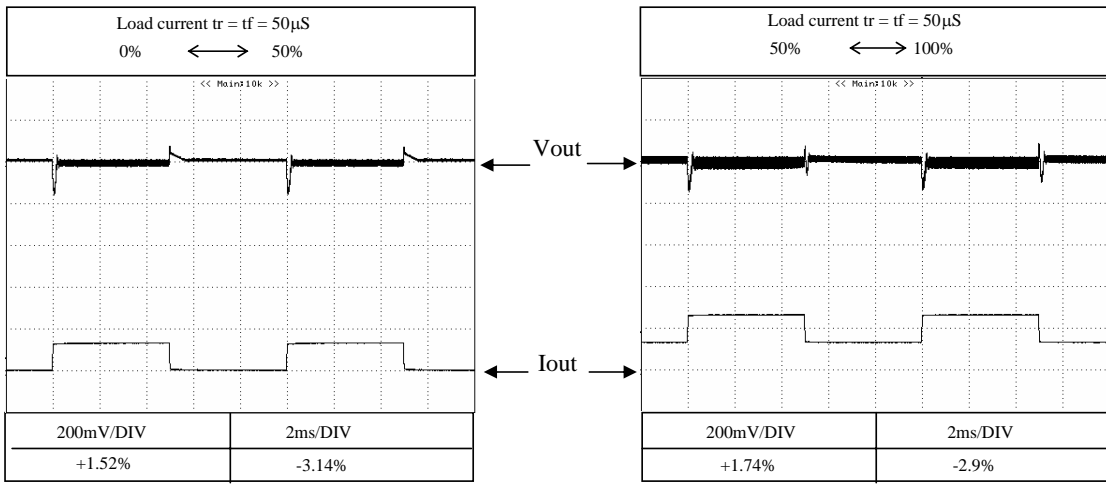 Load current tr = tf = 50μS
0% ⟷ 50%
<< Main:10k >>
200mV/DIV 2ms/DIV
+1.52% -3.14%
Vout
Iout
Load current tr = tf = 50μS
50% ⟷ 100%
<< Main:10k >>
200mV/DIV 2ms/DIV
+1.74% -2.9%